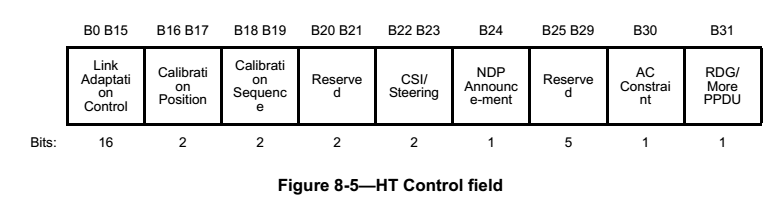 B0 B15 B16 B17 B18 B19 B20 B21 B22 B23 B24 B25 B29 B30 B31
Link
Adaptati
on
Control
Calibrati
on
Position
Calibrati
on
Sequenc
e
Reserve
d
CSI/
Steering
NDP
Announc
e-ment
Reserve
d
AC
Constrai
nt
RDG/
More
PPDU
Bits: 16 2 2 2 2 1 5 1 1
Figure 8-5—HT Control field